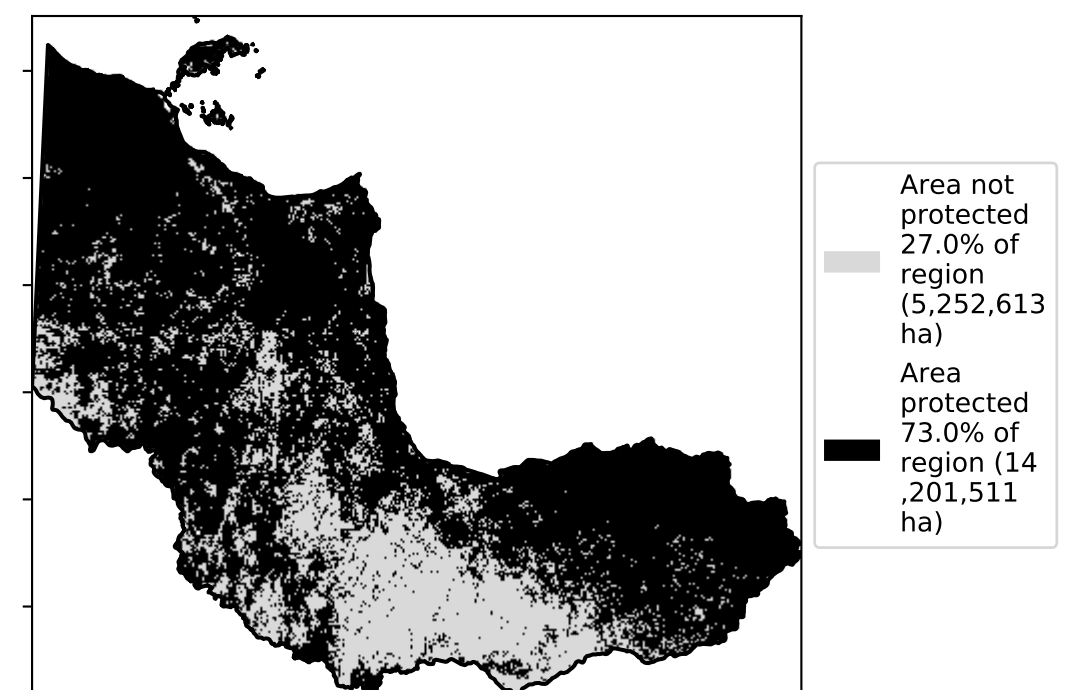 Area not
protected
27.0% of
region
(5,252,613
ha)
Area
protected
73.0% of
region (14
,201,511
ha)